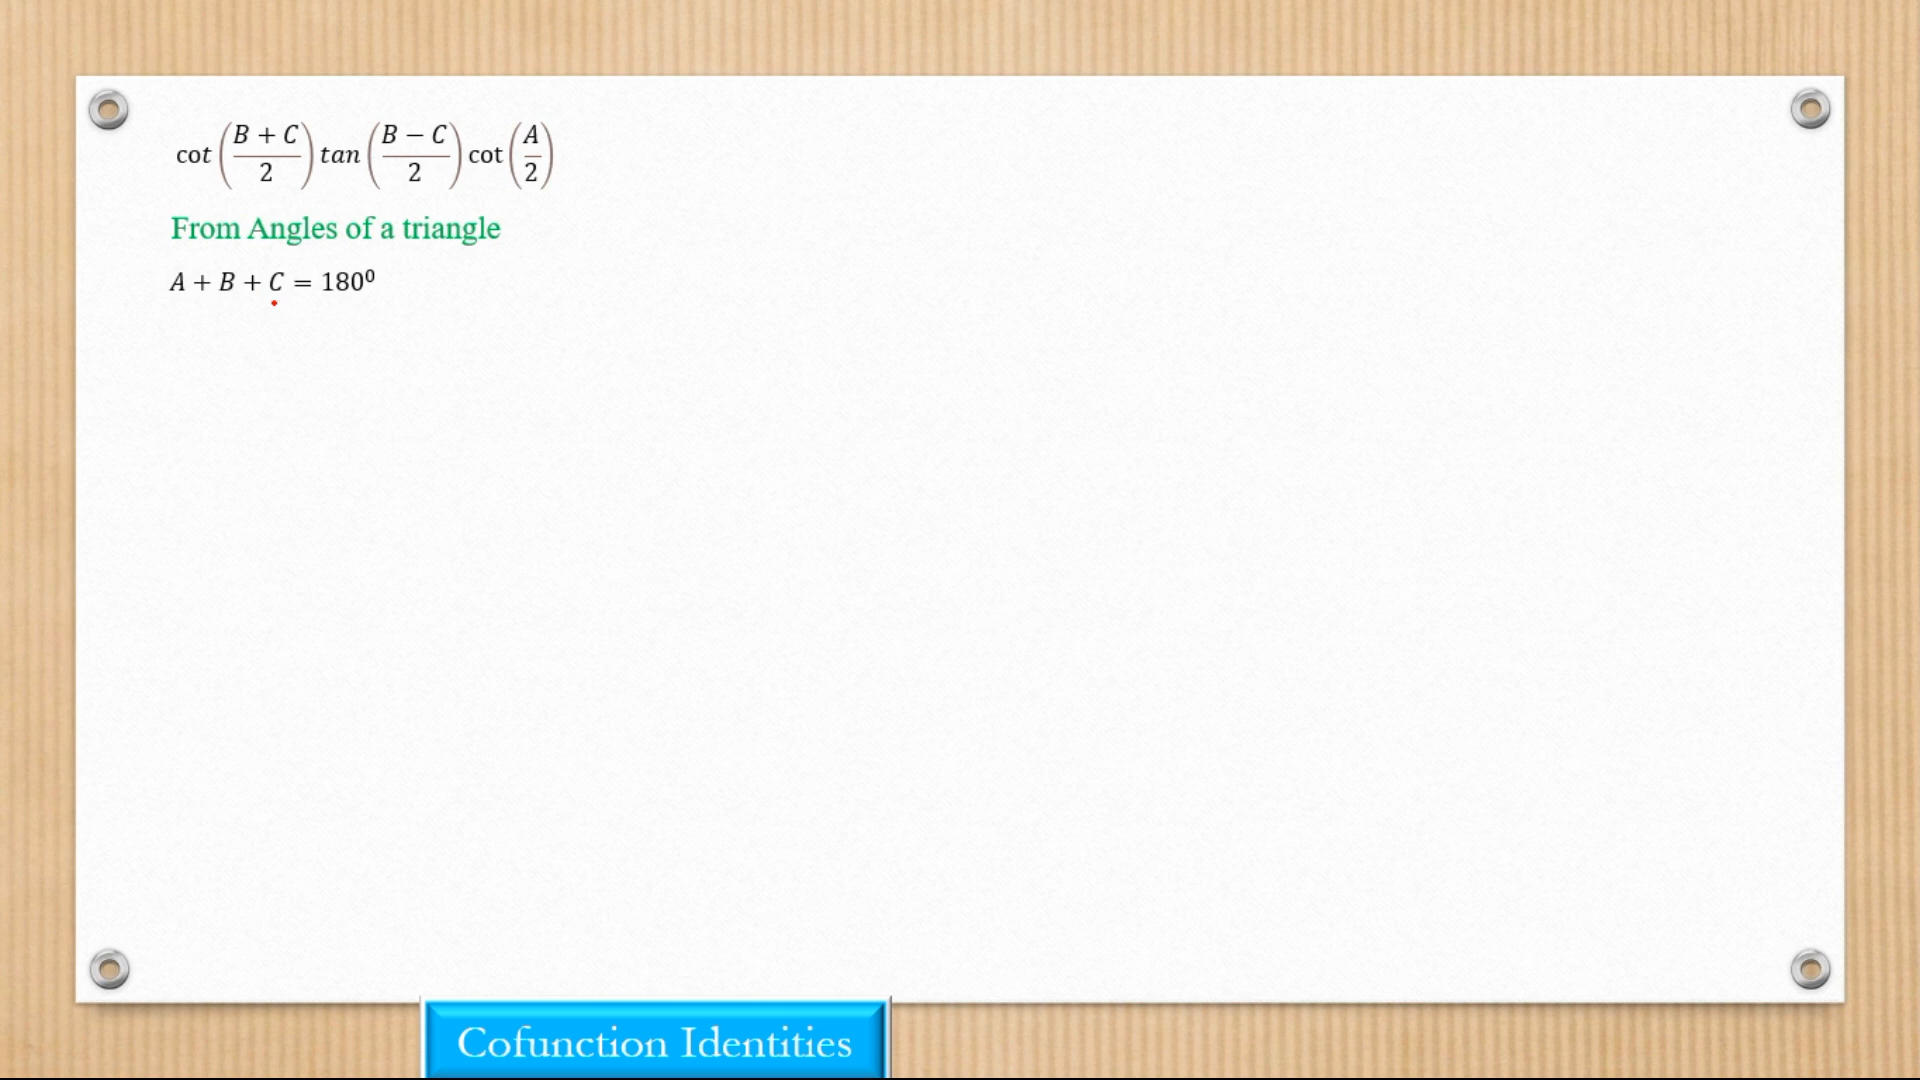 cot (B + C / 2) tan (B − C / 2) cot (A / 2)
From Angles of a triangle
A + B + C = 180⁰
Cofunction Identities